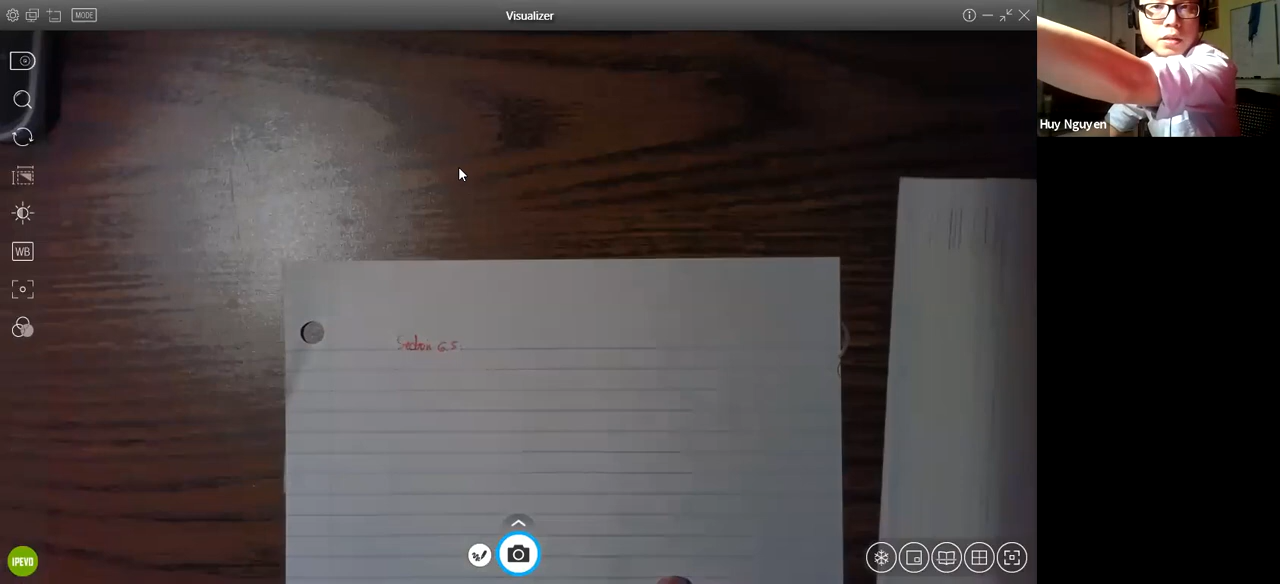 MODE
Visualizer
Huy Nguyen
WB
Section 6.5
IPEVO